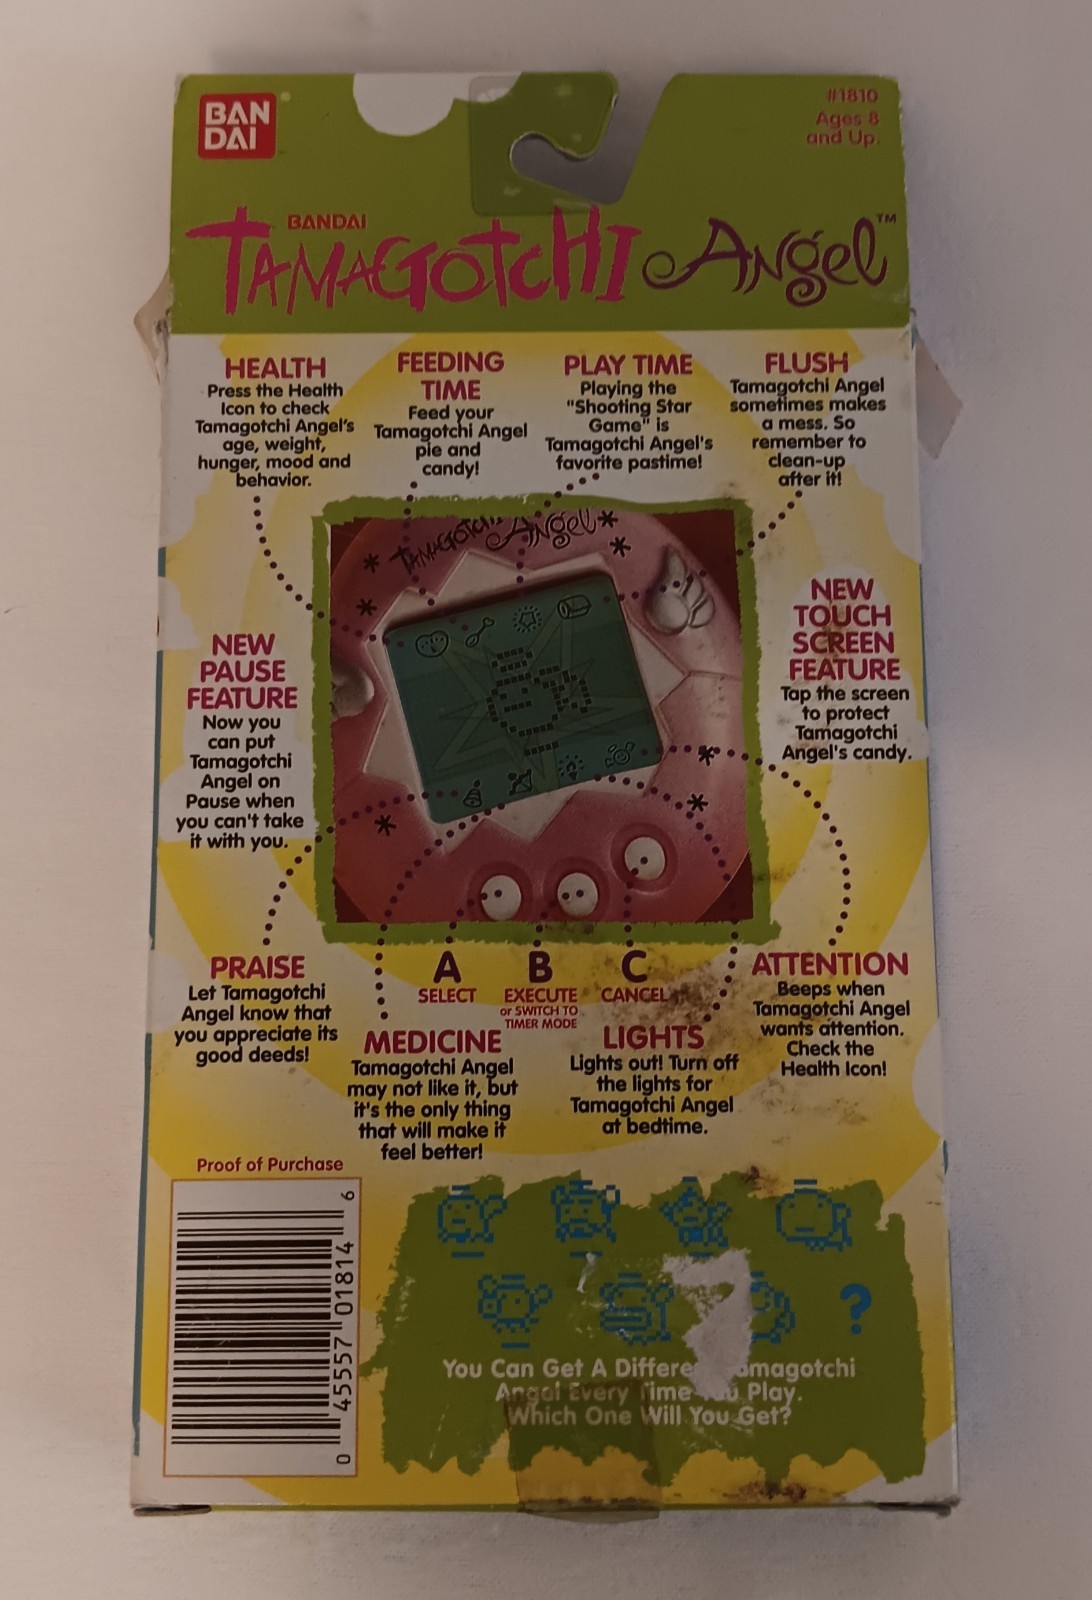 BAN
DAI
#1810
Ages 8
and Up.
BANDAI
TAMAGOTCHI Angel™
HEALTH
Press the Health
Icon to check
Tamagotchi Angel's
age, weight,
hunger, mood and
behavior.
FEEDING
TIME
Feed your
Tamagotchi Angel
pie and
candy!
PLAY TIME
Playing the
"Shooting Star
Game" is
Tamagotchi Angel's
favorite pastime!
FLUSH
Tamagotchi Angel
sometimes makes
a mess. So
remember to
clean-up
after it!
TAMAGOTCHI Angel
NEW
PAUSE
FEATURE
Now you
can put
Tamagotchi
Angel on
Pause when
you can't take
it with you.
NEW
TOUCH
SCREEN
FEATURE
Tap the screen
to protect
Tamagotchi
Angel's candy.
PRAISE
Let Tamagotchi
Angel know that
you appreciate its
good deeds!
A
SELECT
B
EXECUTE
or SWITCH TO
TIMER MODE
C
CANCEL
MEDICINE
Tamagotchi Angel
may not like it, but
it's the only thing
that will make it
feel better!
LIGHTS
Lights out! Turn off
the lights for
Tamagotchi Angel
at bedtime.
ATTENTION
Beeps when
Tamagotchi Angel
wants attention.
Check the
Health Icon!
Proof of Purchase
0 45557 01814 6
?
You Can Get A Differe amagotchi
Angel Every Time You Play.
Which One Will You Get?